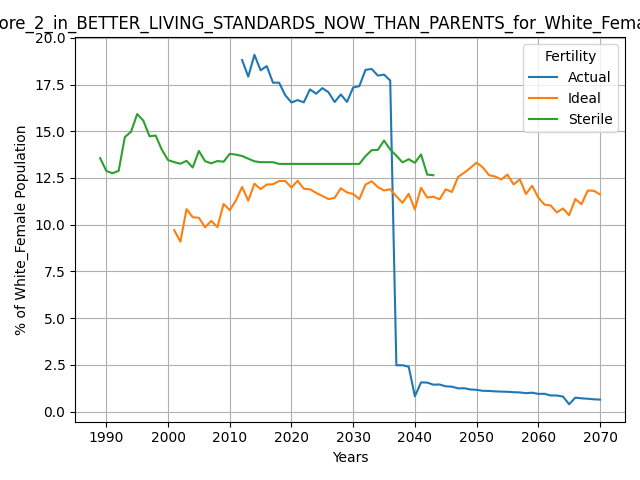 ore_2_in_BETTER_LIVING_STANDARDS_NOW_THAN_PARENTS_for_White_Fema
Fertility
Actual
Ideal
Sterile
% of White_Female Population
20.0
17.5
15.0
12.5
10.0
7.5
5.0
2.5
0.0
1990 2000 2010 2020 2030 2040 2050 2060 2070
Years